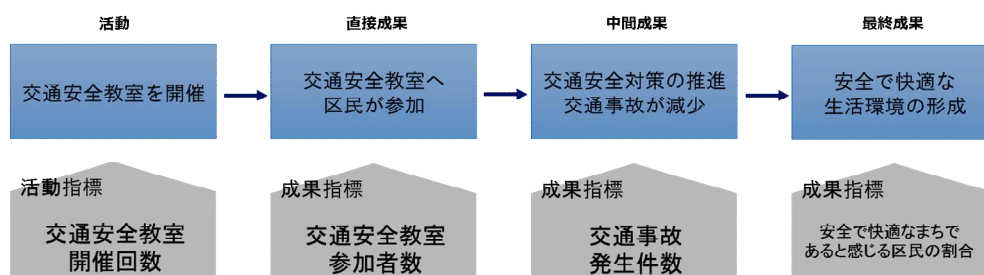 活動
直接成果
中間成果
最終成果
交通安全教室を開催
交通安全教室へ
区民が参加
交通安全対策の推進
交通事故が減少
安全で快適な
生活環境の形成
活動指標
交通安全教室
開催回数
成果指標
交通安全教室
参加者数
成果指標
交通事故
発生件数
成果指標
安全で快適なまちで
あると感じる区民の割合